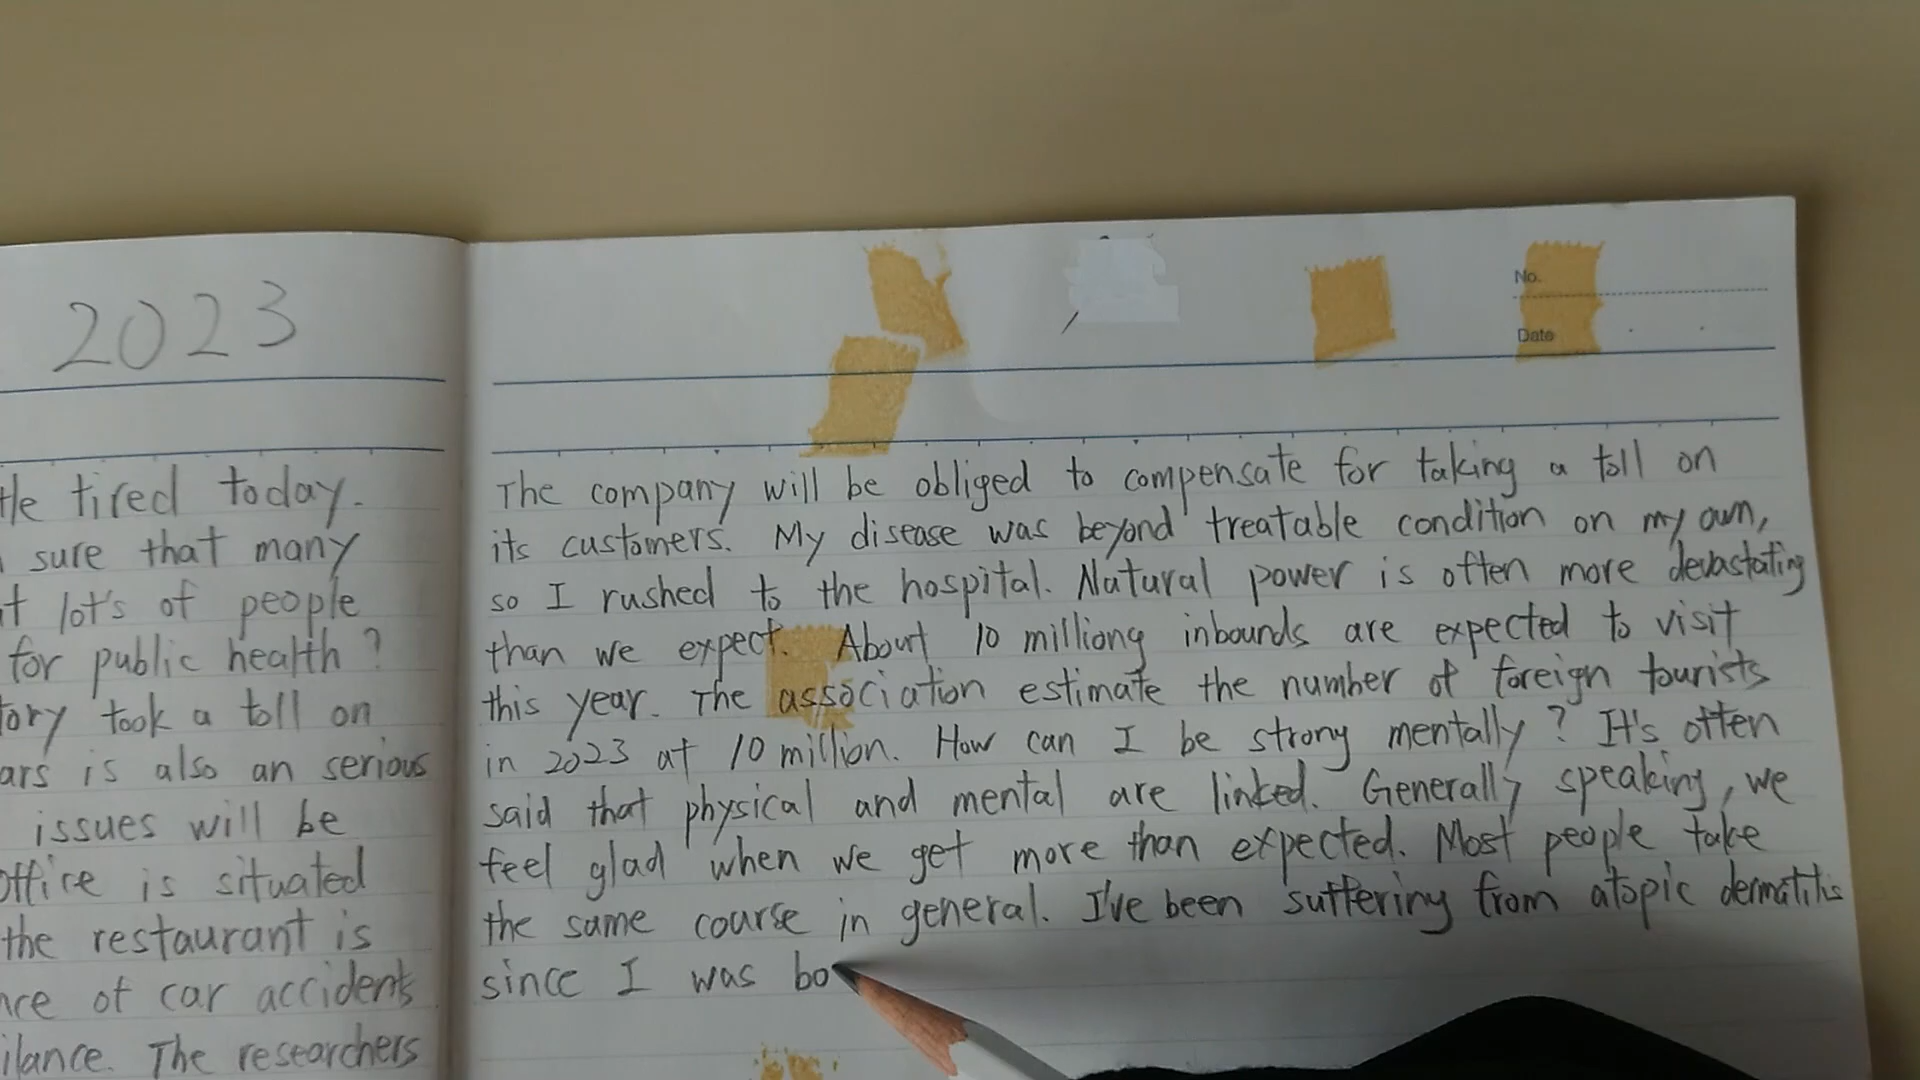 2023
tired today.
sure that many
lot's of people
for public health?
took a toll on
is also an serious
issues will be
office is situated
the restaurant is
of car accidents
The researchers
No.
Date
The company will be obliged to compensate for taking a toll on
its customers. My disease was beyond treatable condition on my own,
so I rushed to the hospital. Natural power is often more devastating
than we expect. About 10 milliong inbounds are expected to visit
this year. The association estimate the number of foreign tourists
in 2023 at 10 million. How can I be strong mentally? It's often
said that physical and mental are linked. Generally speaking, we
feel glad when we get more than expected. Most people take
the same course in general. I've been suffering from atopic dermatitis
since I was bo